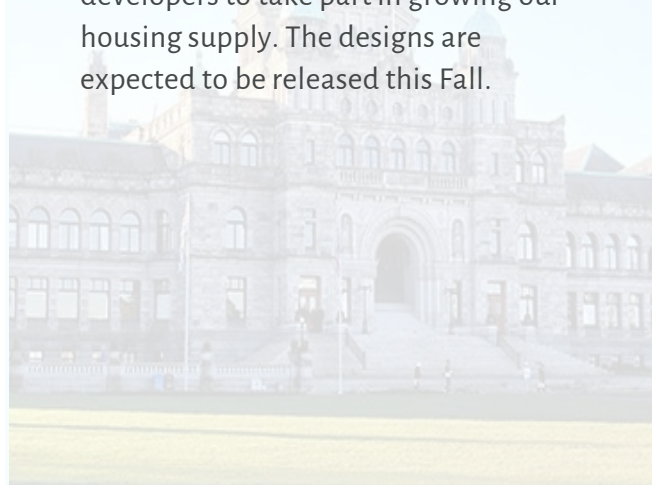 developers to take part in growing our
housing supply. The designs are
expected to be released this Fall.